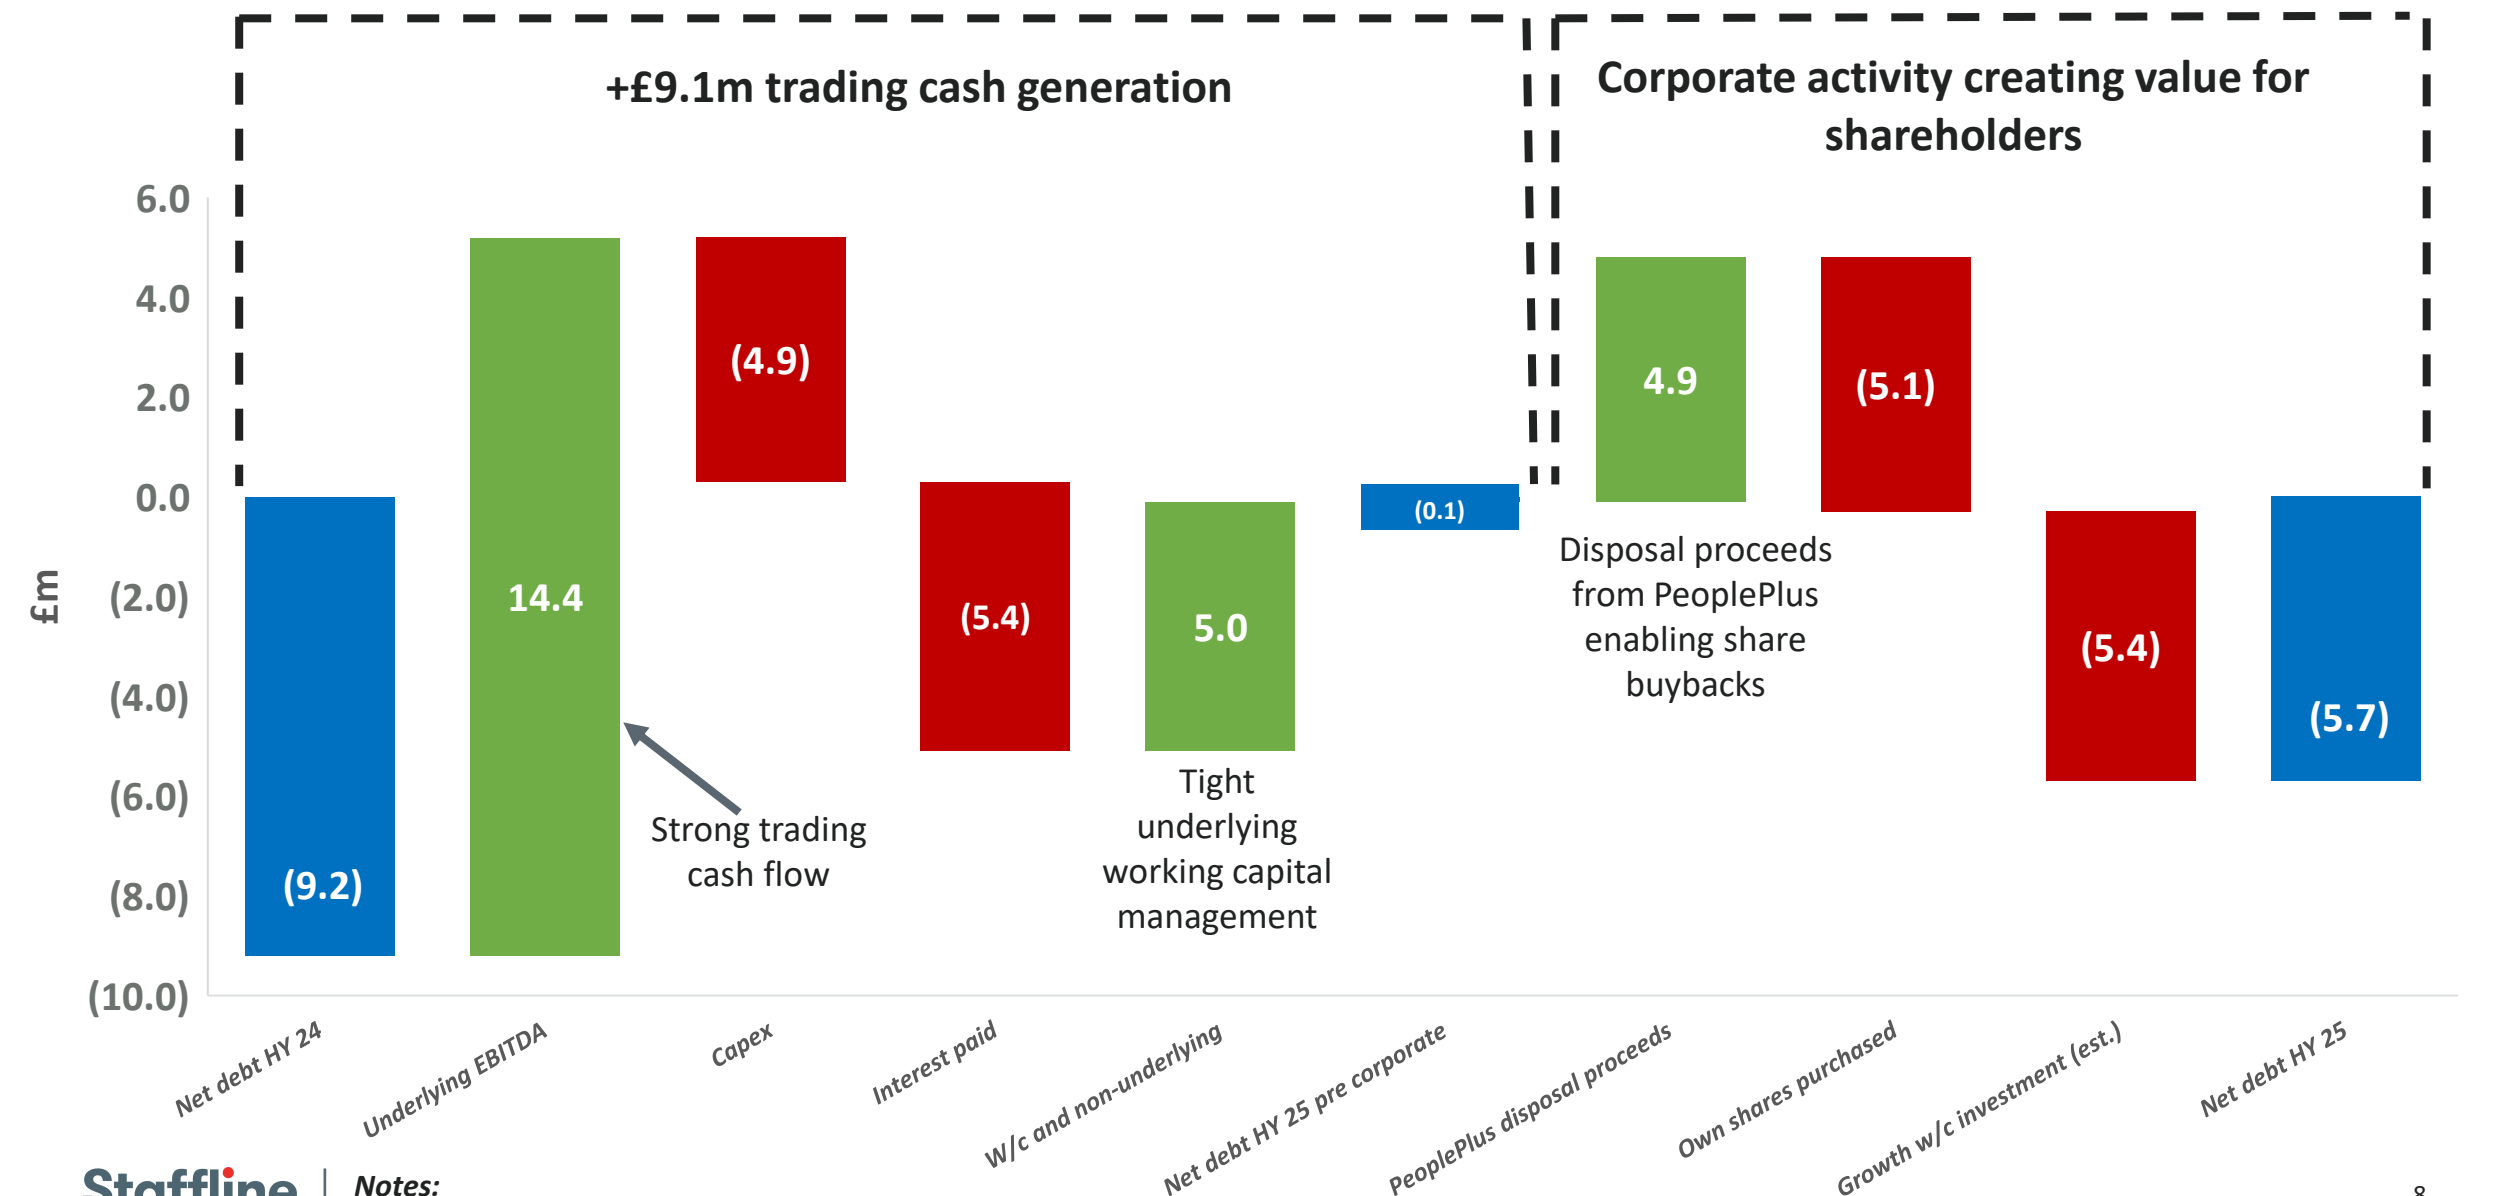 +£9.1m trading cash generation
Corporate activity creating value for
shareholders
6.0
4.0
2.0
0.0
(2.0)
(4.0)
(6.0)
(8.0)
(10.0)
£m
(9.2)
14.4
(4.9)
(5.4)
5.0
(0.1)
4.9
(5.1)
(5.4)
(5.7)
Strong trading
cash flow
Tight
underlying
working capital
management
Disposal proceeds
from PeoplePlus
enabling share
buybacks
Net debt HY 24
Underlying EBITDA
Capex
Interest paid
W/c and non-underlying
Net debt HY 25 pre corporate
PeoplePlus disposal proceeds
Own shares purchased
Growth w/c investment (est.)
Net debt HY 25
Staffline
Notes:
8